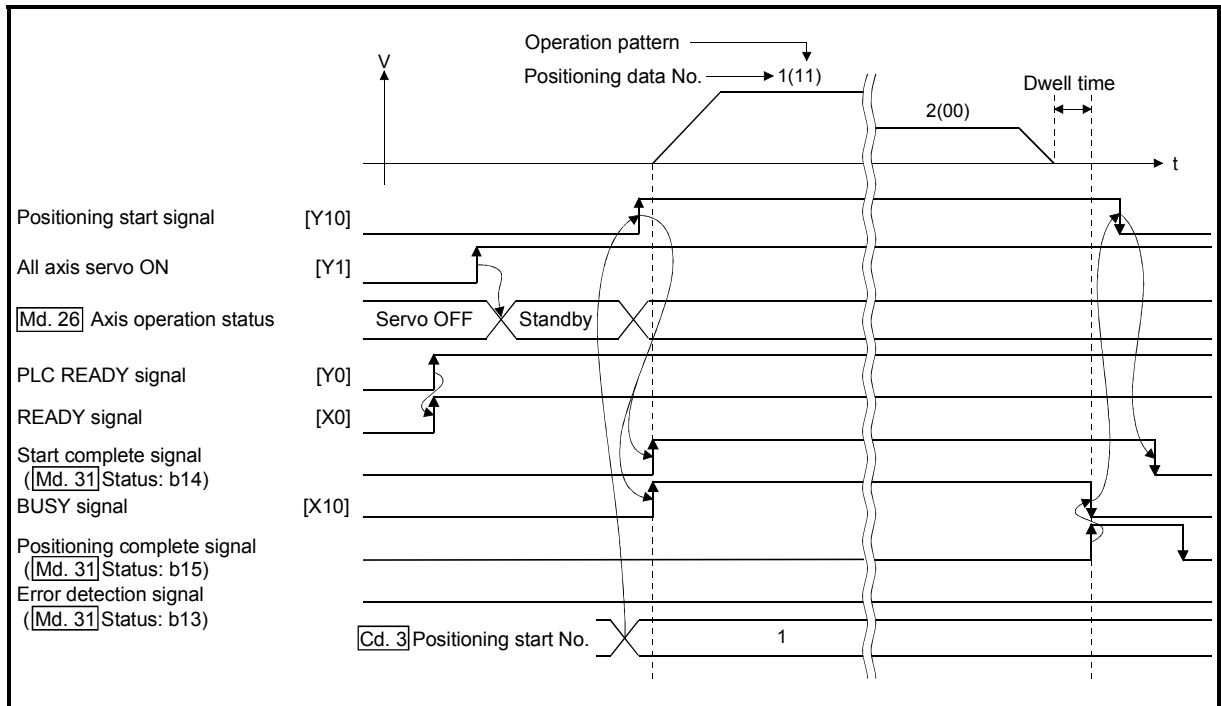 Operation pattern
V
Positioning data No.
1(11)
Dwell time
2(00)
t
Positioning start signal [Y10]
All axis servo ON [Y1]
Md. 26 Axis operation status
Servo OFF
Standby
PLC READY signal [Y0]
READY signal [X0]
Start complete signal
(Md. 31 Status: b14)
BUSY signal [X10]
Positioning complete signal
(Md. 31 Status: b15)
Error detection signal
(Md. 31 Status: b13)
Cd. 3 Positioning start No.
1